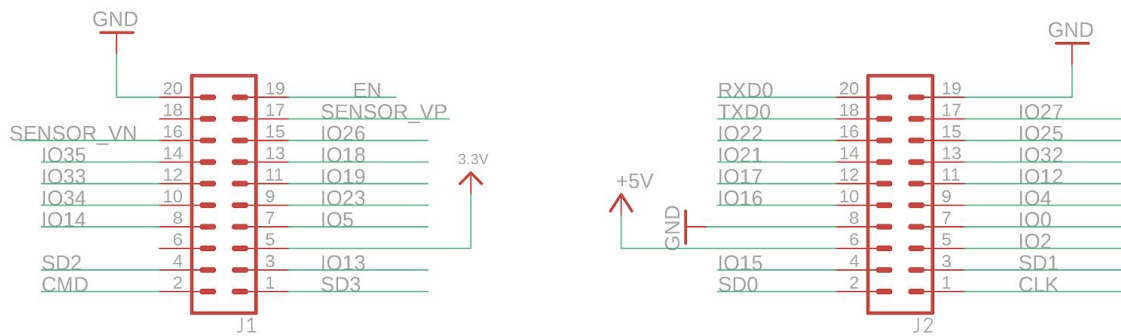 GND
20 19 EN
18 17 SENSOR_VP
SENSOR_VN 16 15 IO26
IO35 14 13 IO18
IO33 12 11 IO19
IO34 10 9 IO23
IO14 8 7 IO5
6 5 3.3V
SD2 4 3 IO13
CMD 2 1 SD3
J1
GND
RXD0 20 19
TXD0 18 17 IO27
IO22 16 15 IO25
IO21 14 13 IO32
IO17 12 11 IO12
IO16 10 9 IO4
GND 8 7 IO0
+5V 6 5 IO2
IO15 4 3 SD1
SD0 2 1 CLK
J2